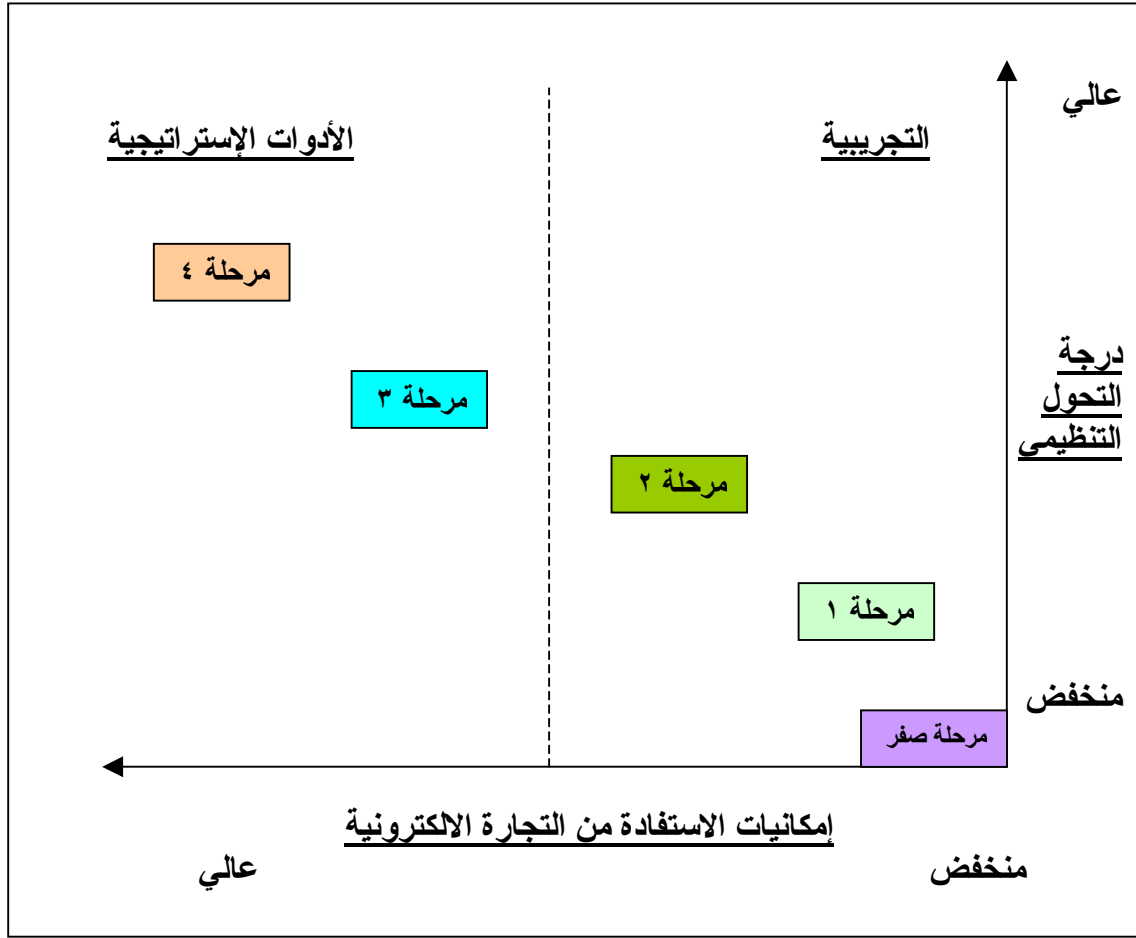 عالي
التجريبية
الأدوات الإستراتيجية
مرحلة ٤
درجة
التحول
التنظيمي
مرحلة ٣
مرحلة ٢
مرحلة ١
منخفض
مرحلة صفر
إمكانيات الاستفادة من التجارة الالكترونية
منخفض
عالي